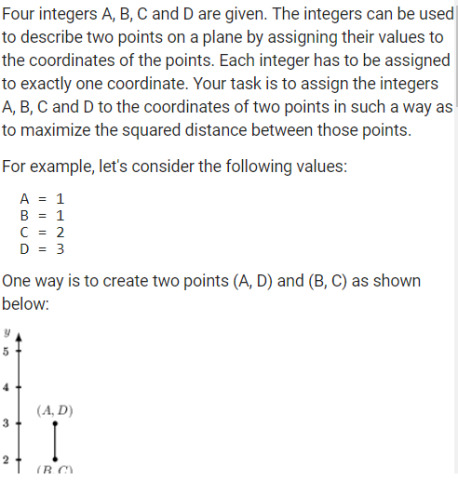 Four integers A, B, C and D are given. The integers can be used
to describe two points on a plane by assigning their values to
the coordinates of the points. Each integer has to be assigned
to exactly one coordinate. Your task is to assign the integers
A, B, C and D to the coordinates of two points in such a way as
to maximize the squared distance between those points.
For example, let's consider the following values:
A = 1
B = 1
C = 2
D = 3
One way is to create two points (A, D) and (B, C) as shown
below:
y
5
4
(A, D)
3
2
(B, C)